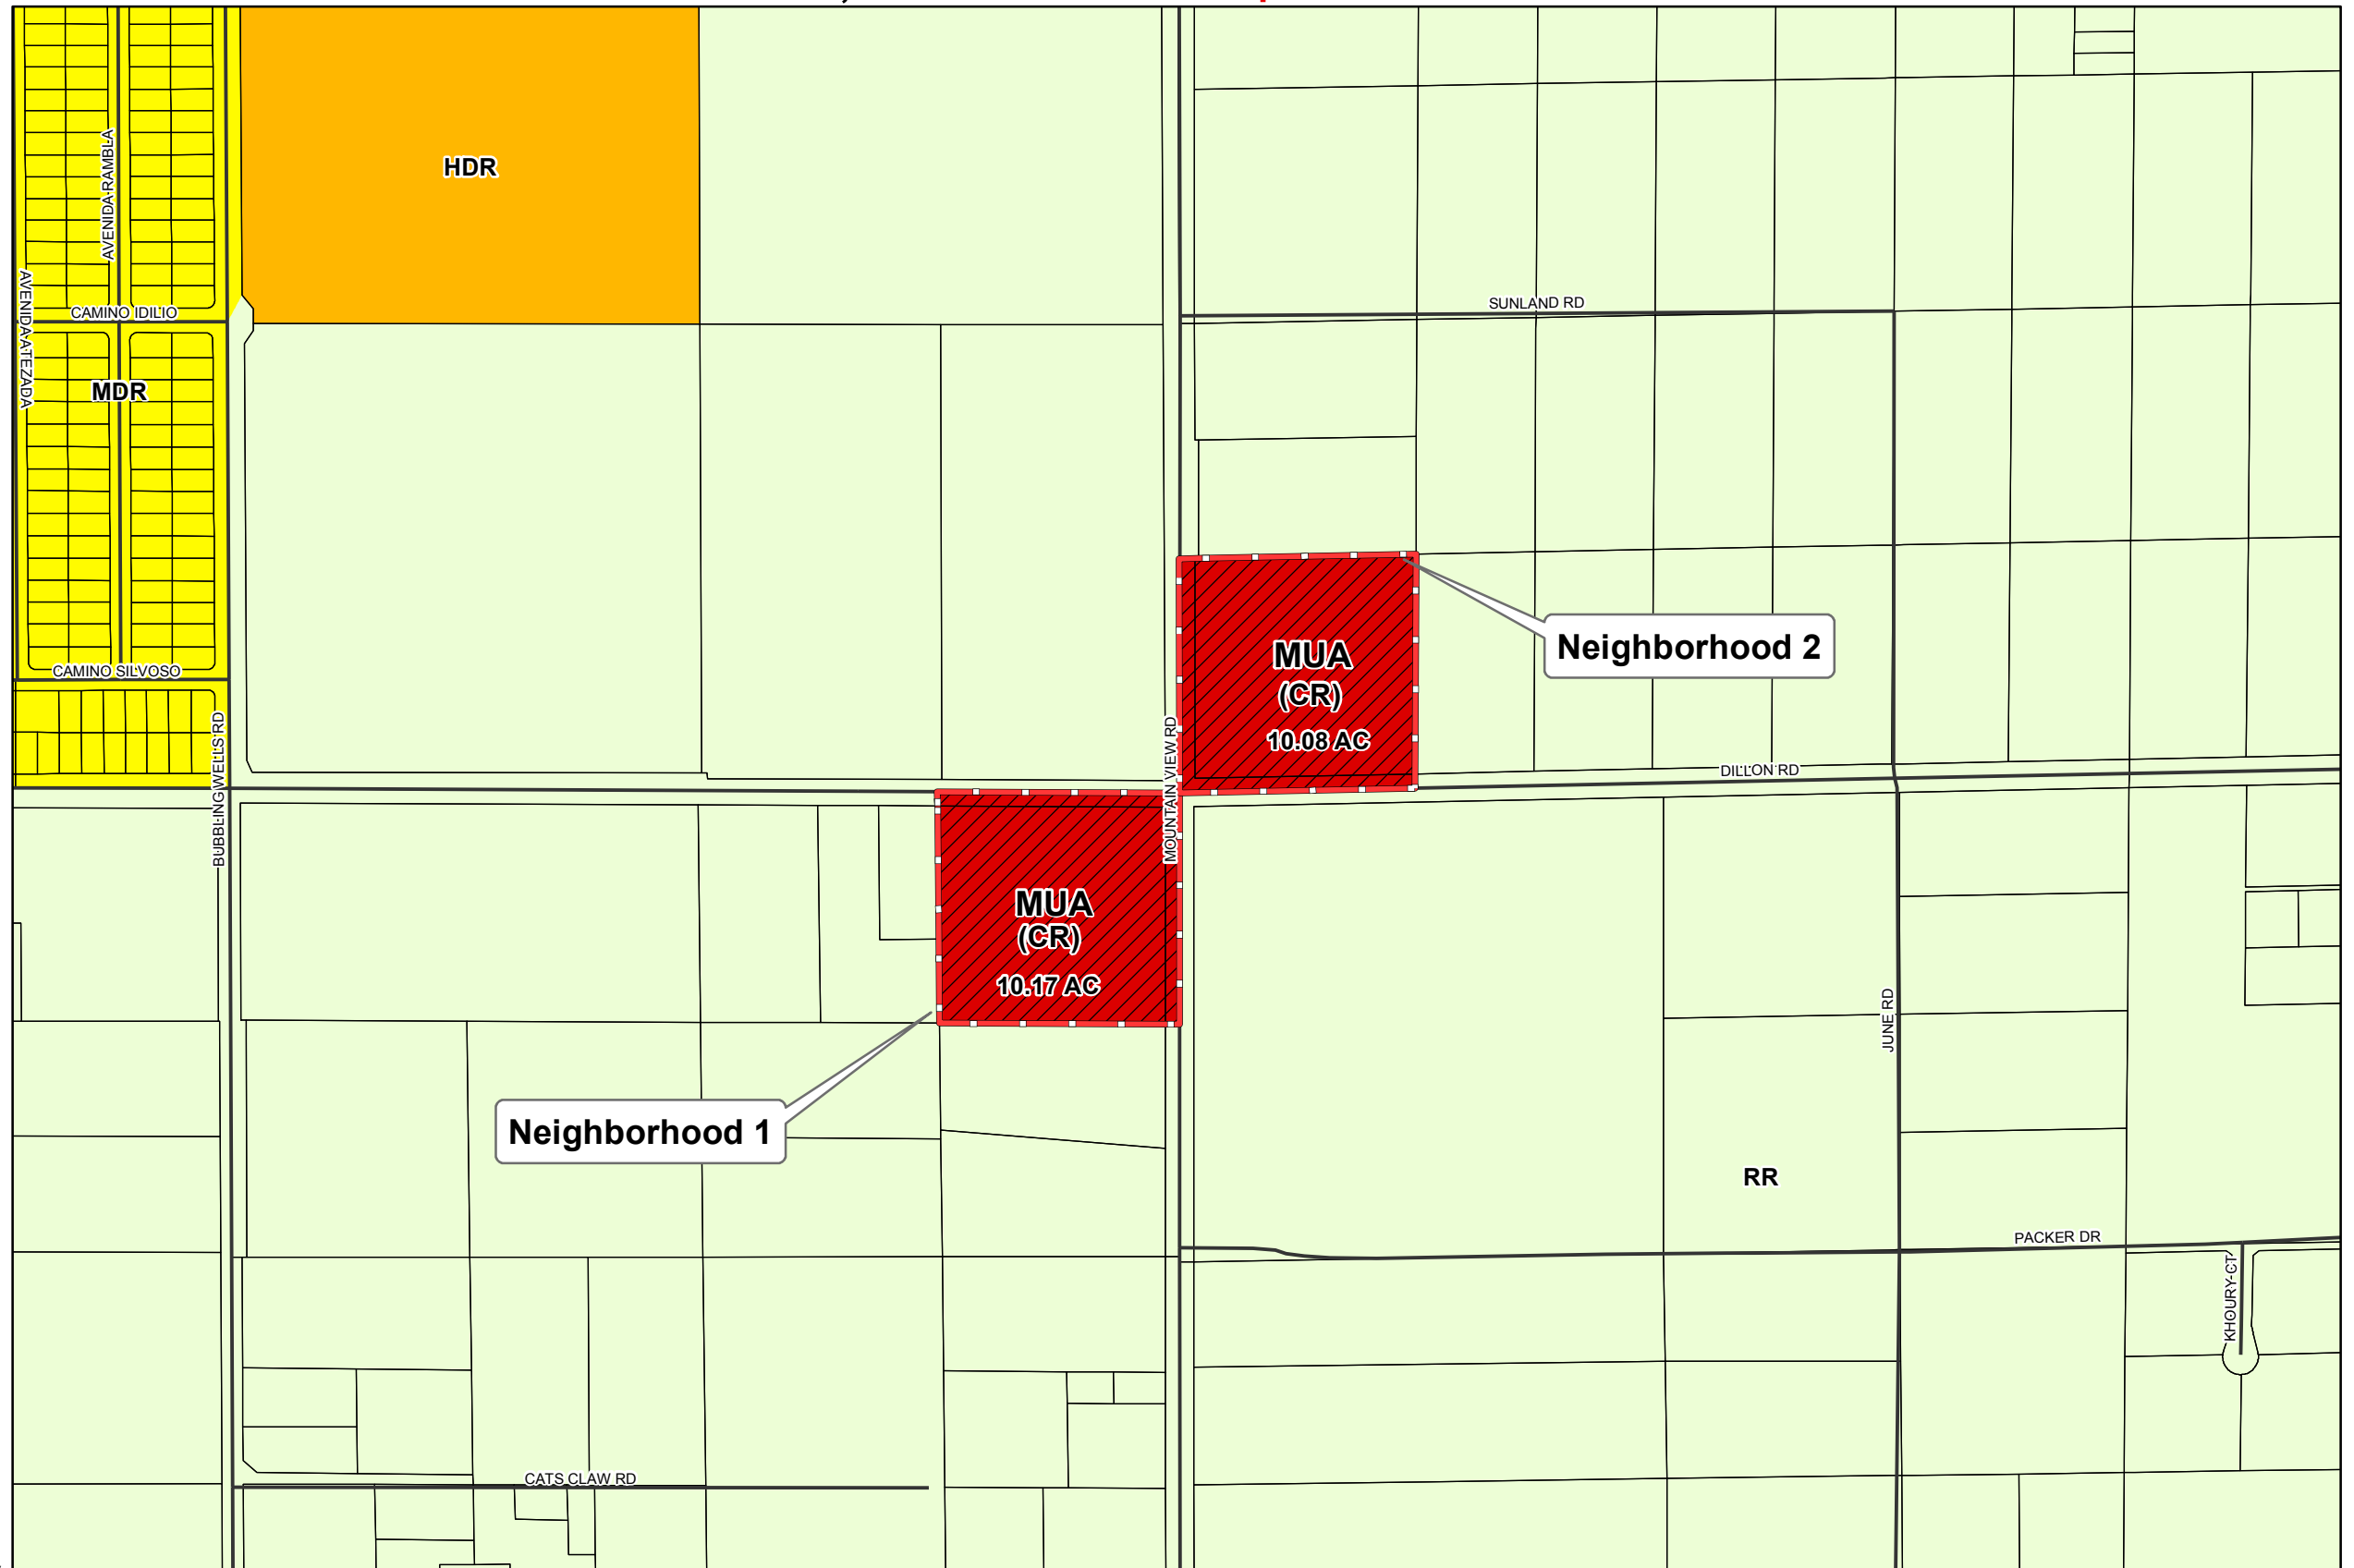 HDR
AVENIDA RAMBLA
AVENIDA ATEZADA
CAMINO IDILIO
SUNLAND RD
MDR
CAMINO SILVOSO
BUBBLING WELLS RD
MOUNTAIN VIEW RD
MUA
(CR)
10.08 AC
Neighborhood 2
DILLON RD
MUA
(CR)
10.17 AC
Neighborhood 1
JUNE RD
RR
PACKER DR
KHOURY CT
CATS CLAW RD